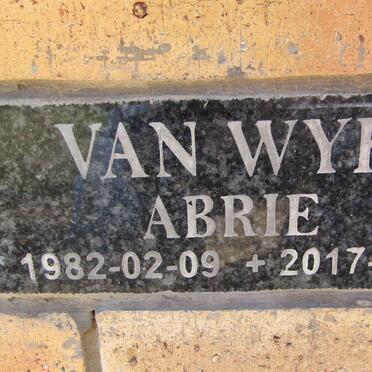 VAN WY
ABRIE
* 1982-02-09 + 2017-